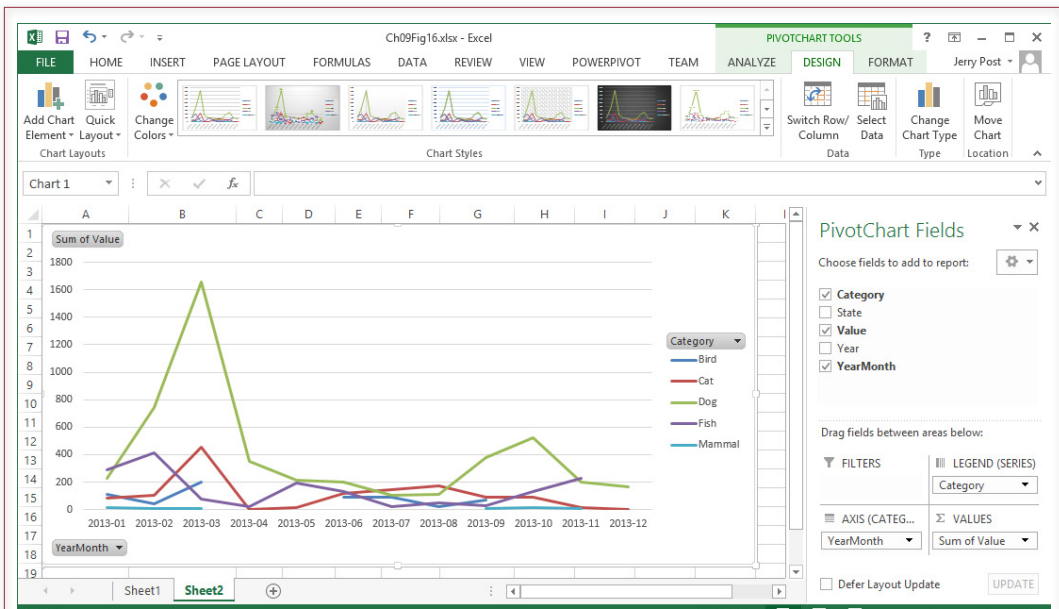 Ch09Fig16.xlsx - Excel
PIVOTCHART TOOLS
?
FILE HOME INSERT PAGE LAYOUT FORMULAS DATA REVIEW VIEW POWERPIVOT TEAM ANALYZE DESIGN FORMAT Jerry Post
Add Chart Element
Quick Layout
Change Colors
Switch Row/ Column
Select Data
Change Chart Type
Move Chart
Chart Layouts
Chart Styles
Data
Type
Location
Chart 1
fx
A B C D E F G H I J K
1
2
3
4
5
6
7
8
9
10
11
12
13
14
15
16
17
18
19
Sum of Value
1800
1600
1400
1200
1000
800
600
400
200
0
2013-01 2013-02 2013-03 2013-04 2013-05 2013-06 2013-07 2013-08 2013-09 2013-10 2013-11 2013-12
YearMonth
Category
Bird
Cat
Dog
Fish
Mammal
PivotChart Fields
Choose fields to add to report:
Category
State
Value
Year
YearMonth
Drag fields between areas below:
FILTERS
LEGEND (SERIES)
Category
AXIS (CATEG...
YearMonth
Σ VALUES
Sum of Value
Defer Layout Update
UPDATE
Sheet1 Sheet2